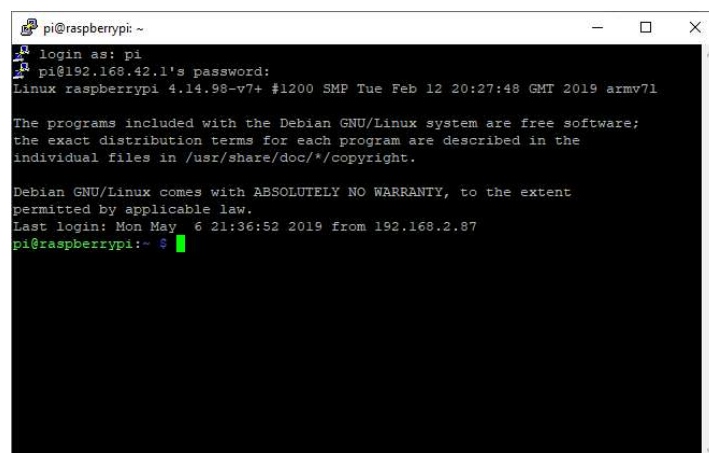 pi@raspberrypi: ~
login as: pi
pi@192.168.42.1's password:
Linux raspberrypi 4.14.98-v7+ #1200 SMP Tue Feb 12 20:27:48 GMT 2019 armv7l
The programs included with the Debian GNU/Linux system are free software;
the exact distribution terms for each program are described in the
individual files in /usr/share/doc/*/copyright.
Debian GNU/Linux comes with ABSOLUTELY NO WARRANTY, to the extent
permitted by applicable law.
Last login: Mon May  6 21:36:52 2019 from 192.168.2.87
pi@raspberrypi:~ $